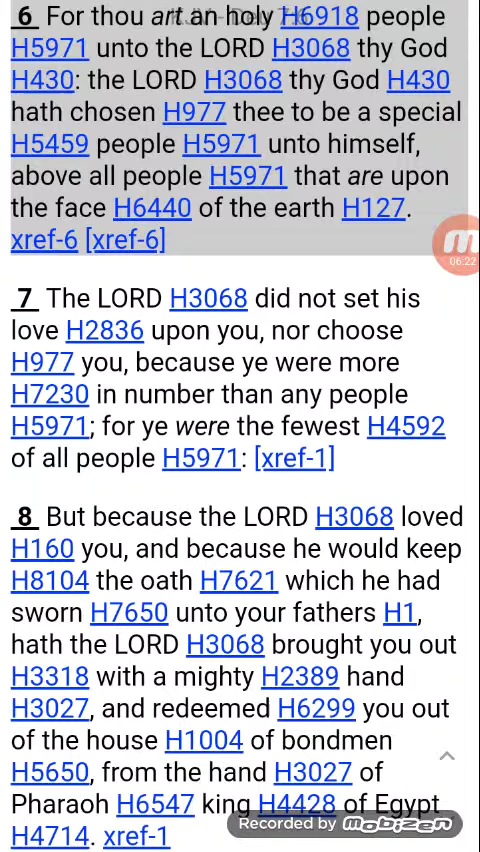 KJV - Deu 7:6
6 For thou art an holy H6918 people
H5971 unto the LORD H3068 thy God
H430: the LORD H3068 thy God H430
hath chosen H977 thee to be a special
H5459 people H5971 unto himself,
above all people H5971 that are upon
the face H6440 of the earth H127.
xref-6 [xref-6]
06:22
7 The LORD H3068 did not set his
love H2836 upon you, nor choose
H977 you, because ye were more
H7230 in number than any people
H5971; for ye were the fewest H4592
of all people H5971: [xref-1]
8 But because the LORD H3068 loved
H160 you, and because he would keep
H8104 the oath H7621 which he had
sworn H7650 unto your fathers H1,
hath the LORD H3068 brought you out
H3318 with a mighty H2389 hand
H3027, and redeemed H6299 you out
of the house H1004 of bondmen
H5650, from the hand H3027 of
Pharaoh H6547 king H4428 of Egypt
H4714. xref-1
Recorded by mobizen